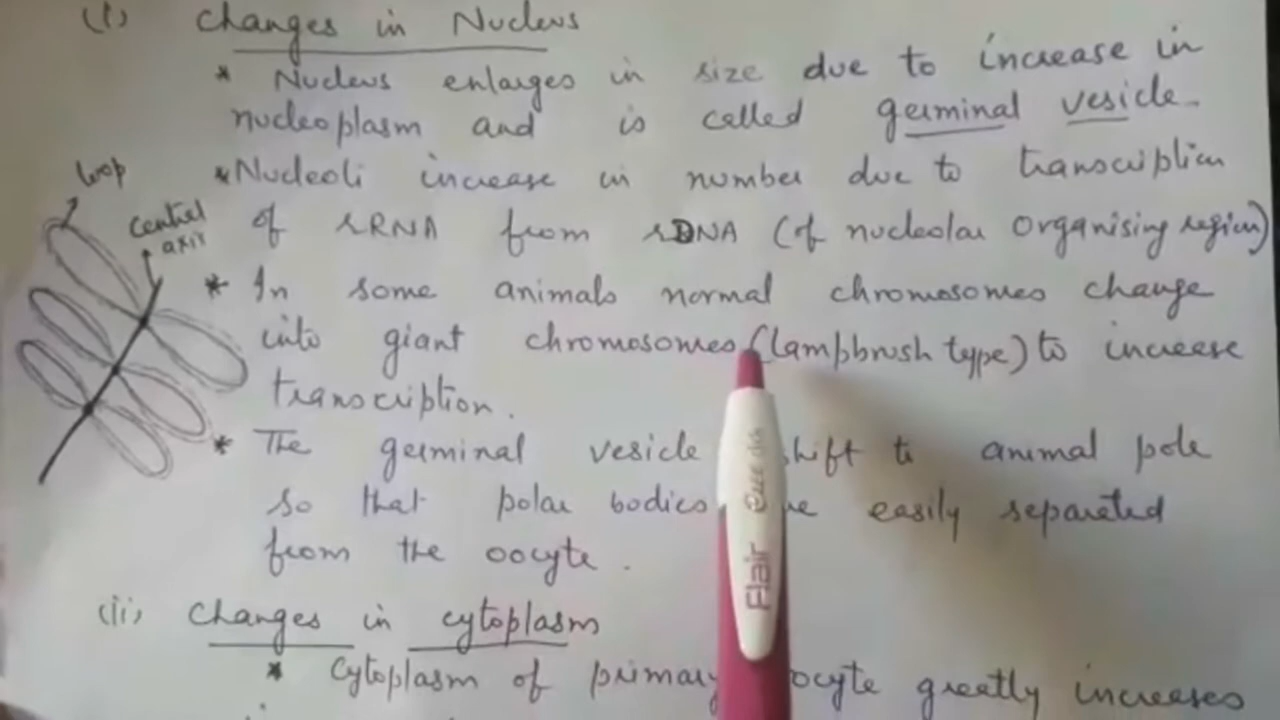 (i) Changes in Nucleus
* Nucleus enlarges in size due to increase in
nucleoplasm and is called germinal vesicle.
* Nucleoli increase in number due to transcription
of rRNA from rDNA (of nucleolar organising region)
* In some animals normal chromosomes change
into giant chromosomes (lampbrush type) to increase
transcription.
* The germinal vesicle shift to animal pole
so that polar bodies easily separated
from the oocyte.
(ii) Changes in cytoplasm
* Cytoplasm of primary oocyte greatly increases
loop
central
axis
Flair